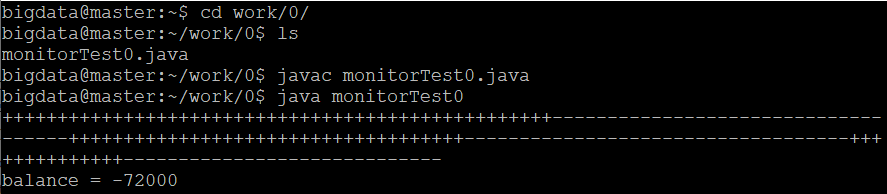 bigdata@master:~$ cd work/0/
bigdata@master:~/work/0$ ls
monitorTest0.java
bigdata@master:~/work/0$ javac monitorTest0.java
bigdata@master:~/work/0$ java monitorTest0
++++++++++++++++++++++++++++++++++++++++++++++++++------------------------------
------++++++++++++++++++++++++++++++++++++-----------------------------------+++
+++++++++++-----------------------------
balance = -72000